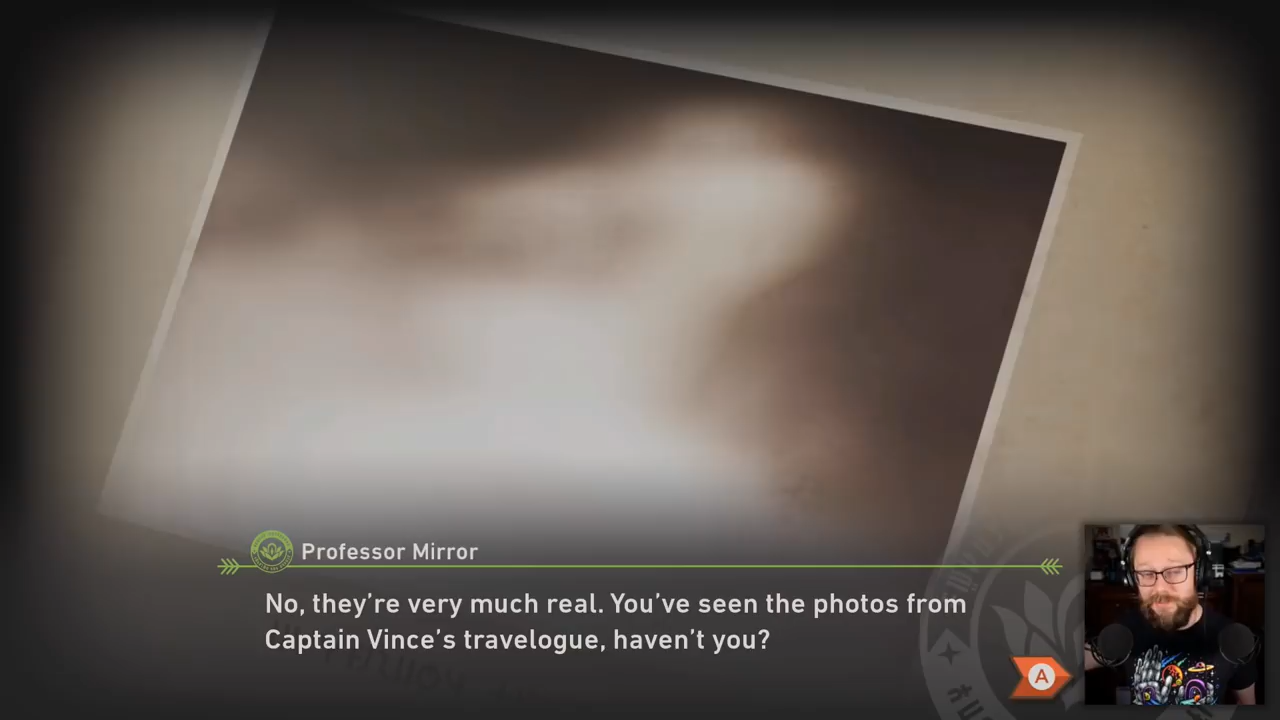 Professor Mirror
No, they're very much real. You've seen the photos from
Captain Vince's travelogue, haven't you?
A